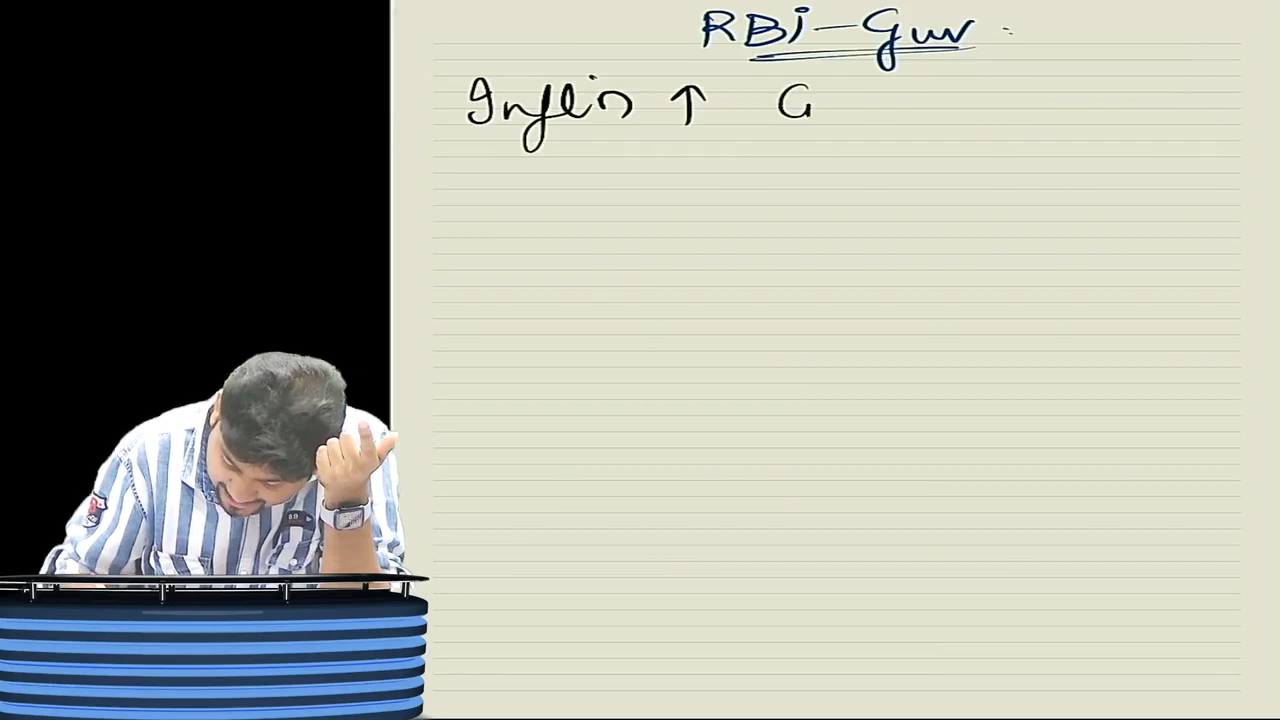 RBi - Guv
Inflin ↑ G